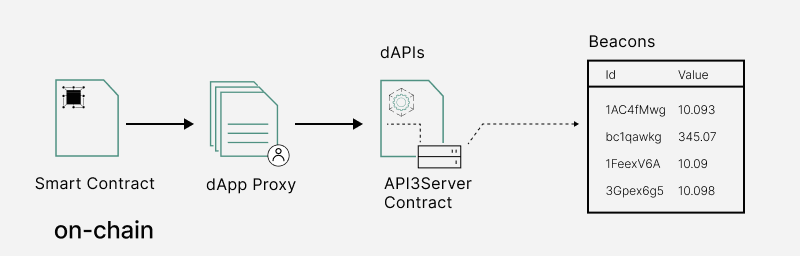 dAPIs
Beacons
Id Value
1AC4fMwg 10.093
bc1qawkg 345.07
1FeexV6A 10.09
3Gpex6g5 10.098
Smart Contract
dApp Proxy
API3Server
Contract
on-chain